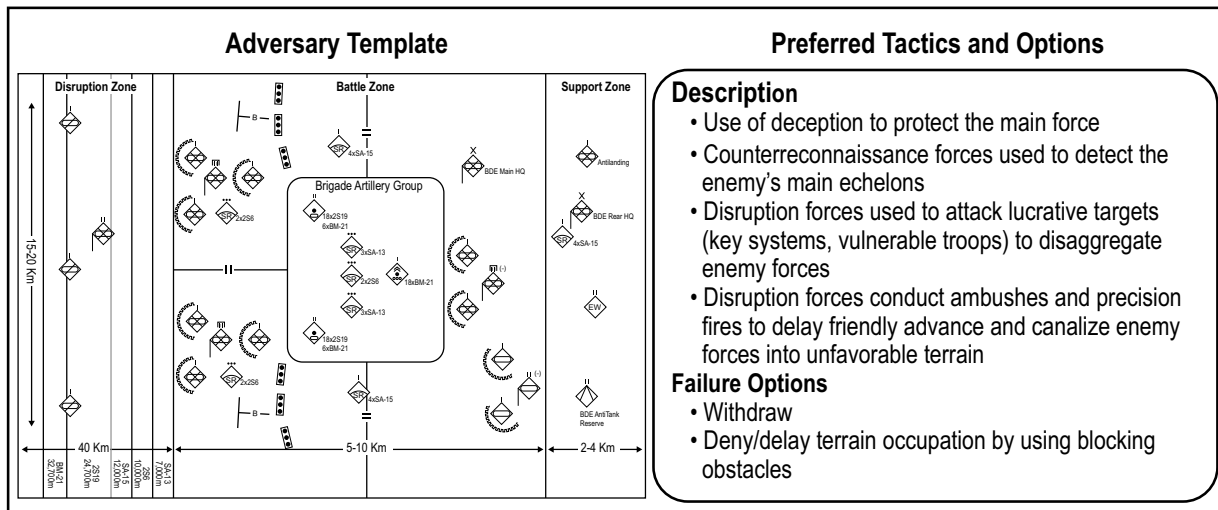 Adversary Template
Disruption Zone
Battle Zone
Support Zone
15-20 Km
B
4xSA-15
SR
BDE Main HQ
Antilanding
Brigade Artillery Group
2x2S6
SR
18x2S19
6xBM-21
BDE Rear HQ
4xSA-15
SR
3xSA-13
SR
2x2S6
SR
18xBM-21
(-)
3xSA-13
SR
EW
18x2S19
6xBM-21
2x2S6
SR
(-)
4xSA-15
SR
B
BDE AntiTank
Reserve
40 Km
5-10 Km
2-4 Km
BM-21
32,700m
2S19
24,700m
SA-15
12,000m
2S6
10,000m
SA-13
7,000m
Preferred Tactics and Options
Description
• Use of deception to protect the main force
• Counterreconnaissance forces used to detect the
enemy's main echelons
• Disruption forces used to attack lucrative targets
(key systems, vulnerable troops) to disaggregate
enemy forces
• Disruption forces conduct ambushes and precision
fires to delay friendly advance and canalize enemy
forces into unfavorable terrain
Failure Options
• Withdraw
• Deny/delay terrain occupation by using blocking
obstacles